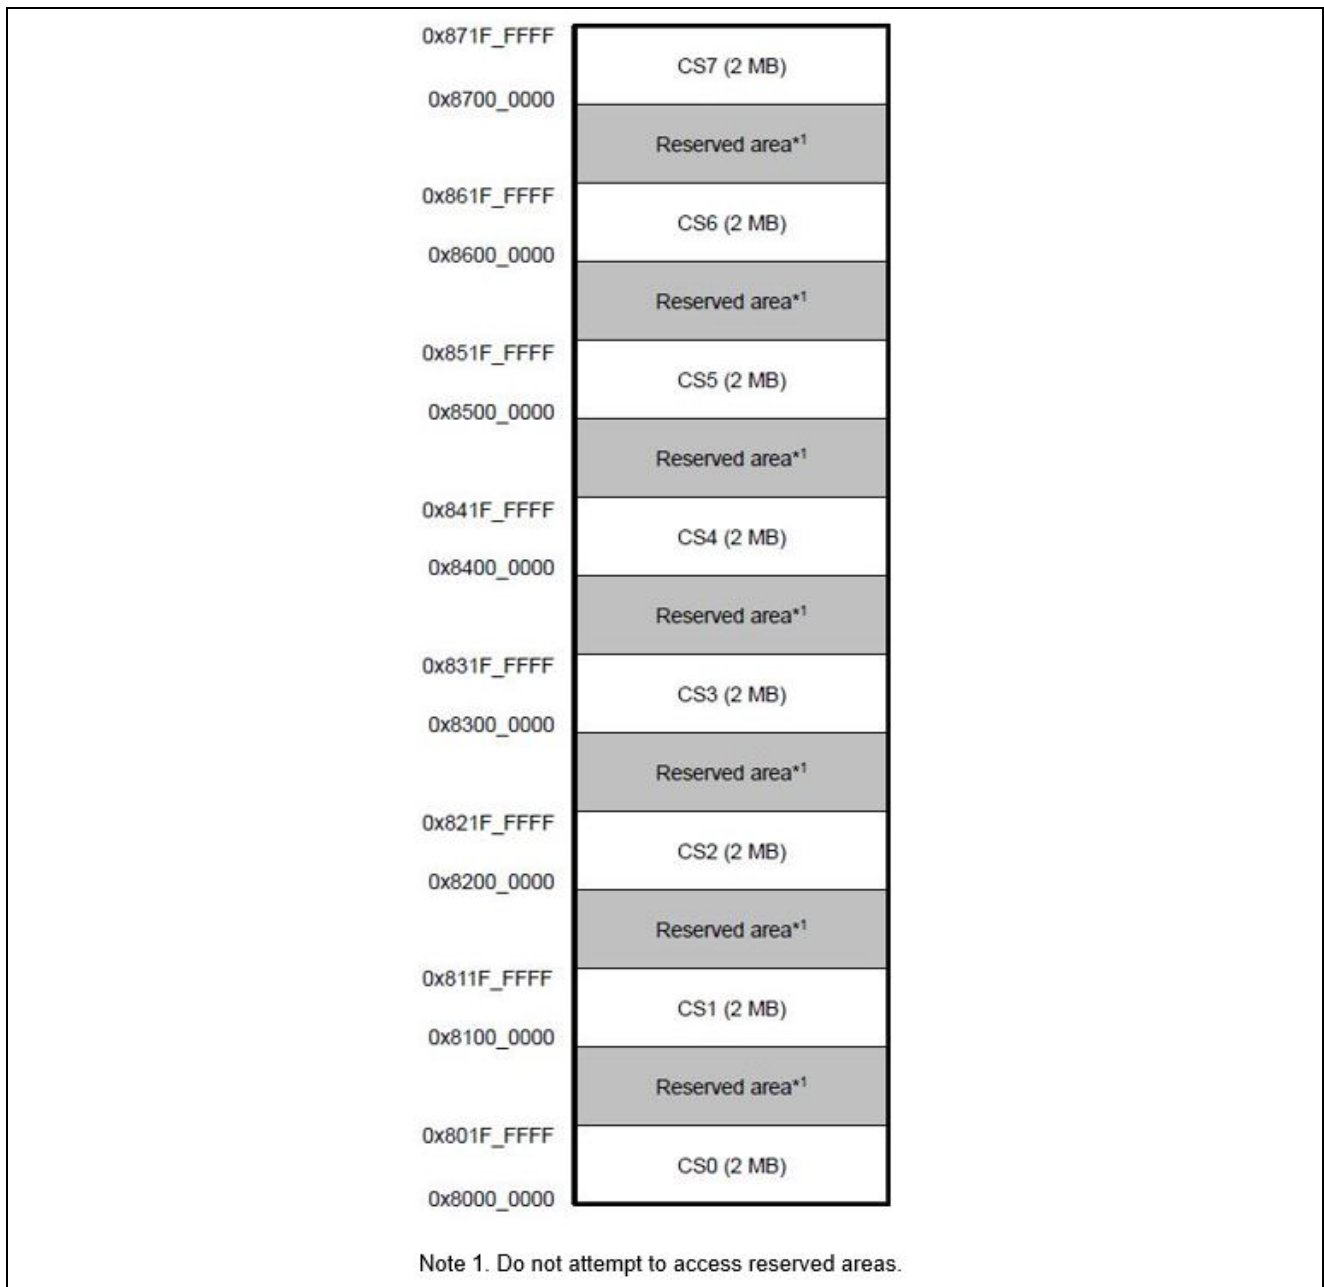 0x871F_FFFF
CS7 (2 MB)
0x8700_0000
Reserved area*1
0x861F_FFFF
CS6 (2 MB)
0x8600_0000
Reserved area*1
0x851F_FFFF
CS5 (2 MB)
0x8500_0000
Reserved area*1
0x841F_FFFF
CS4 (2 MB)
0x8400_0000
Reserved area*1
0x831F_FFFF
CS3 (2 MB)
0x8300_0000
Reserved area*1
0x821F_FFFF
CS2 (2 MB)
0x8200_0000
Reserved area*1
0x811F_FFFF
CS1 (2 MB)
0x8100_0000
Reserved area*1
0x801F_FFFF
CS0 (2 MB)
0x8000_0000
Note 1. Do not attempt to access reserved areas.